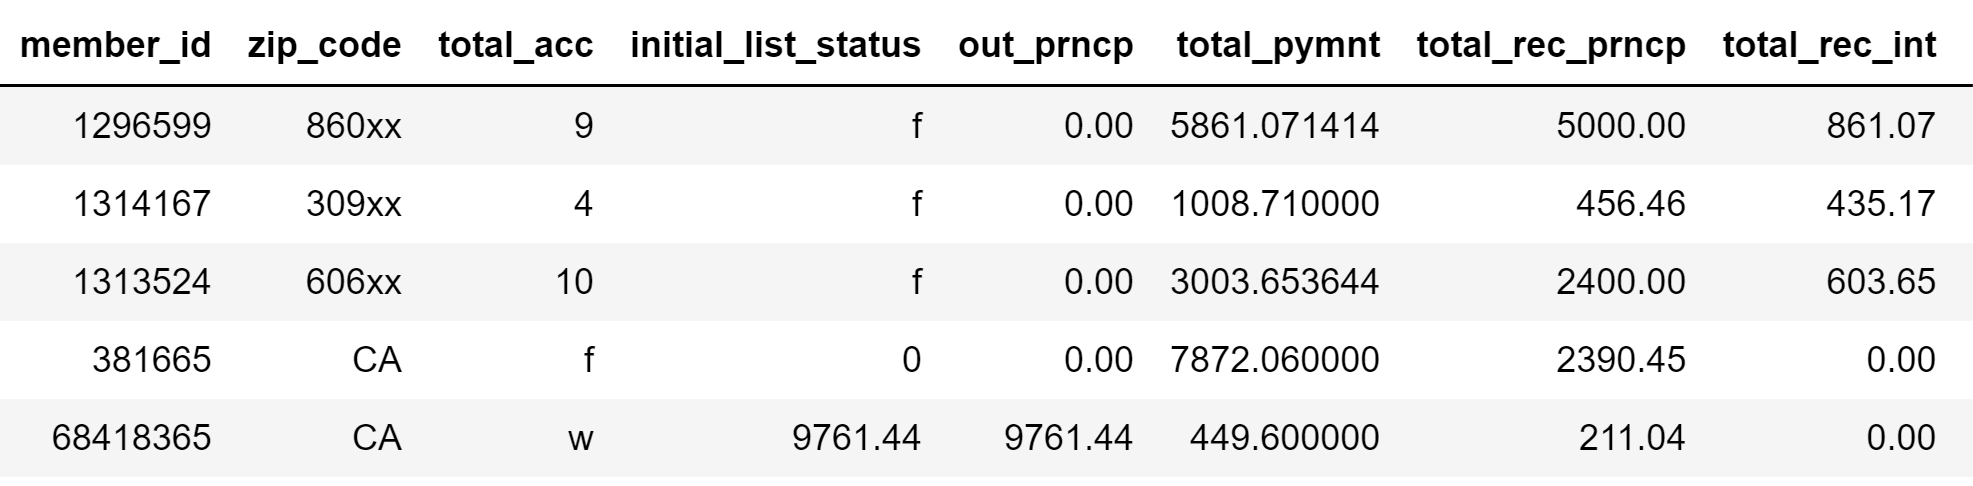 member_id zip_code total_acc initial_list_status out_prncp total_pymnt total_rec_prncp total_rec_int
1296599 860xx 9 f 0.00 5861.071414 5000.00 861.07
1314167 309xx 4 f 0.00 1008.710000 456.46 435.17
1313524 606xx 10 f 0.00 3003.653644 2400.00 603.65
381665 CA f 0 0.00 7872.060000 2390.45 0.00
68418365 CA w 9761.44 9761.44 449.600000 211.04 0.00